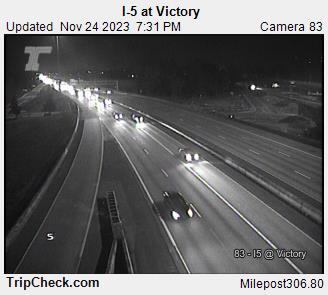 I-5 at Victory
Updated Nov 24 2023 7:31 PM Camera 83
S
83 - I5 @ Victory
TripCheck.com Milepost306.80